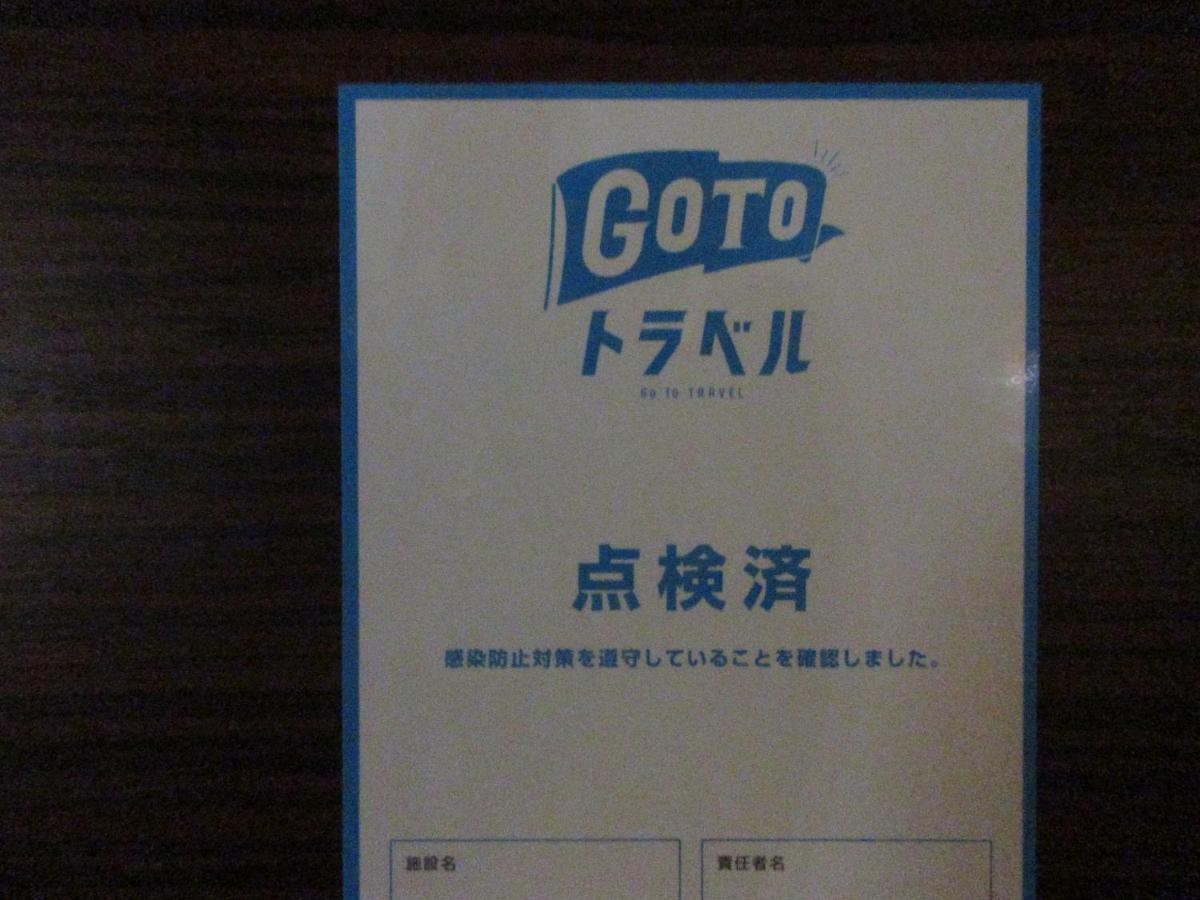 GOTO
トラベル
Go To TRAVEL
点検済
感染防止対策を遵守していることを確認しました。
施設名
責任者名